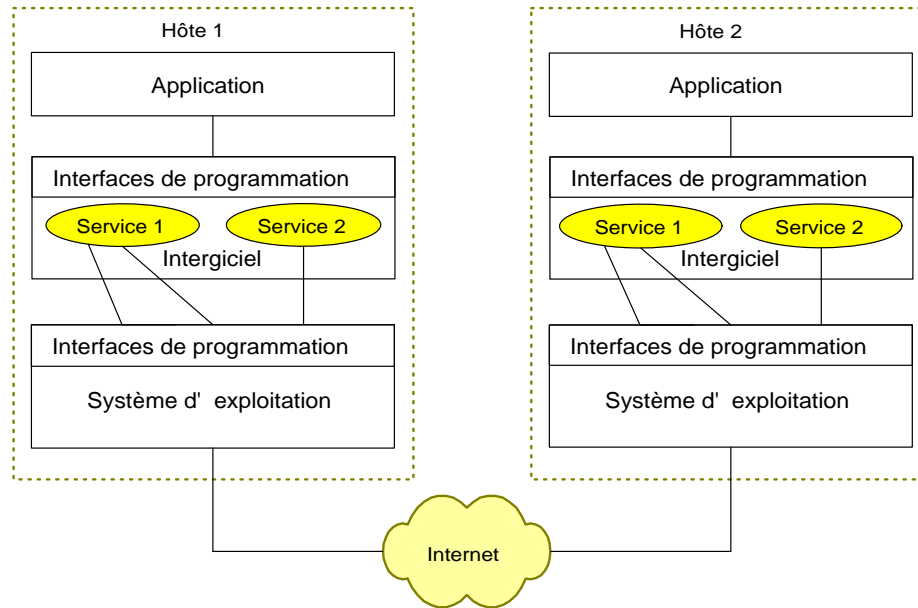 Hôte 1
Application
Interfaces de programmation
Service 1
Service 2
Intergiciel
Interfaces de programmation
Système d' exploitation
Hôte 2
Application
Interfaces de programmation
Service 1
Service 2
Intergiciel
Interfaces de programmation
Système d' exploitation
Internet